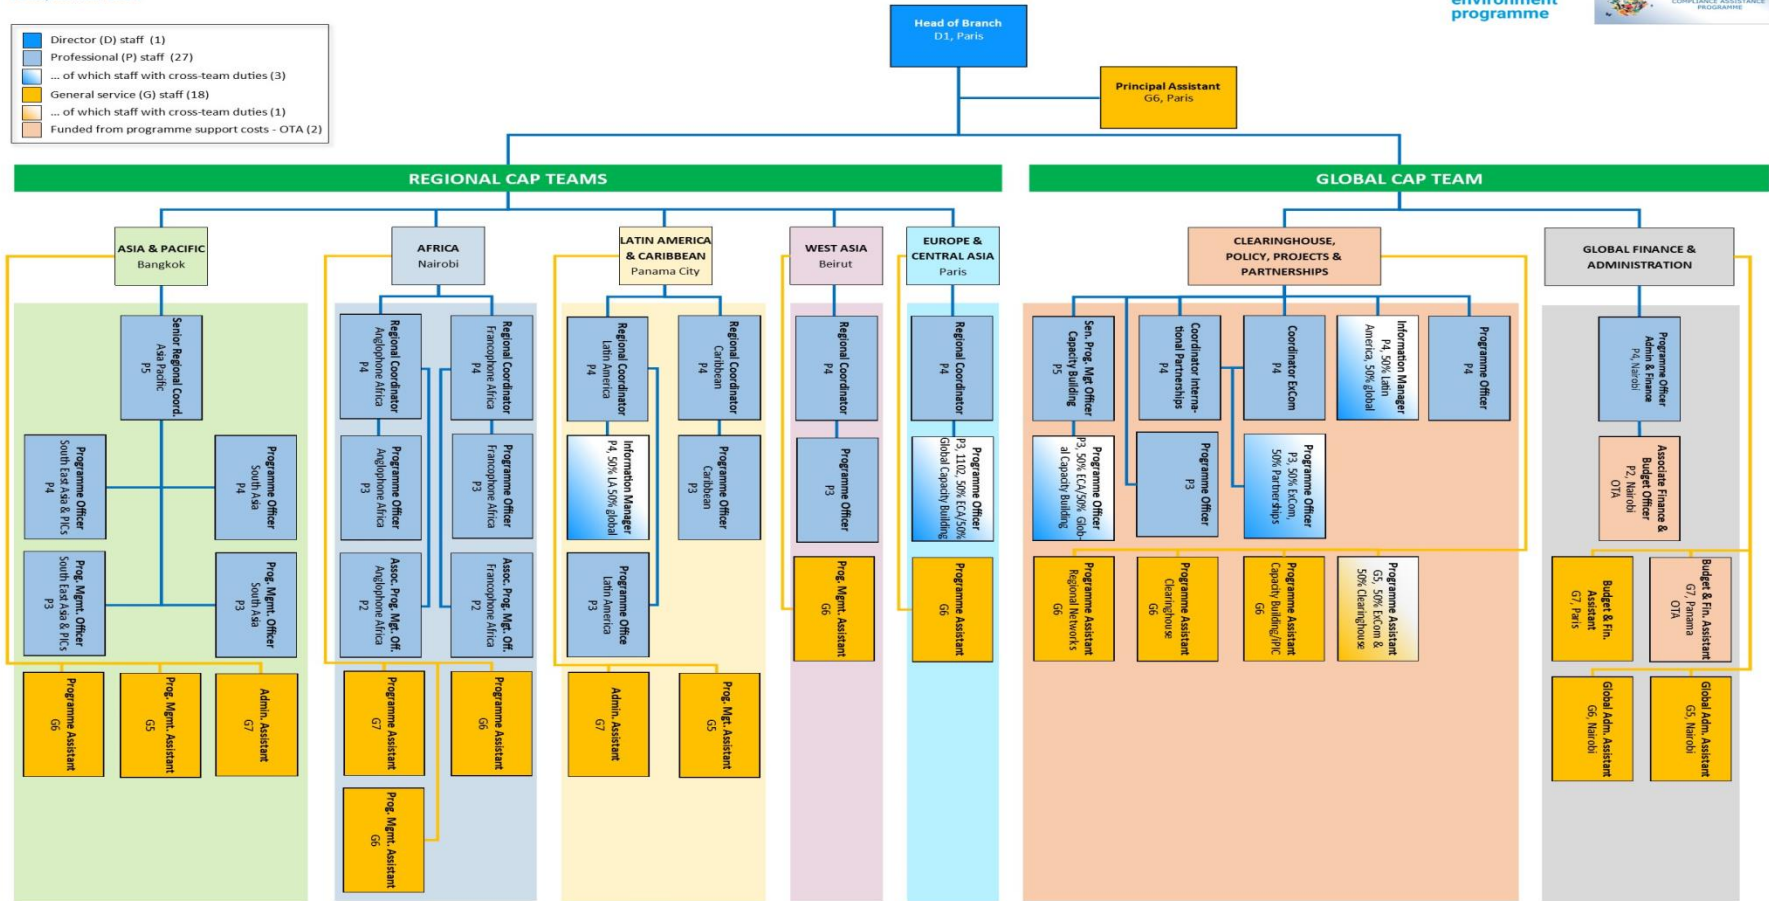 environment
programme
COMPLIANCE ASSISTANCE
PROGRAMME
Director (D) staff (1)
Professional (P) staff (27)
... of which staff with cross-team duties (3)
General service (G) staff (18)
... of which staff with cross-team duties (1)
Funded from programme support costs - OTA (2)
Head of Branch
D1, Paris
Principal Assistant
G6, Paris
REGIONAL CAP TEAMS
GLOBAL CAP TEAM
ASIA & PACIFIC
Bangkok
AFRICA
Nairobi
LATIN AMERICA
& CARIBBEAN
Panama City
WEST ASIA
Beirut
EUROPE &
CENTRAL ASIA
Paris
CLEARINGHOUSE,
POLICY, PROJECTS &
PARTNERSHIPS
GLOBAL FINANCE &
ADMINISTRATION
Senior Regional Coord.
Asia Pacific
P5
Programme Officer
South East Asia & PICs
P4
Programme Officer
South Asia
P4
Prog. Mgmt. Officer
South East Asia & PICs
P3
Prog. Mgmt. Officer
South Asia
P3
Programme Assistant
G6
Prog. Mgmt. Assistant
G5
Admin. Assistant
G7
Regional Coordinator
Anglophone Africa
P4
Regional Coordinator
Francophone Africa
P4
Programme Officer
Anglophone Africa
P3
Programme Officer
Francophone Africa
P3
Assoc. Prog. Mgt. Off.
Anglophone Africa
P2
Assoc. Prog. Mgt. Off.
Francophone Africa
P2
Programme Assistant
G7
Programme Assistant
G6
Prog. Mgmt. Assistant
G6
Regional Coordinator
Latin America
P4
Regional Coordinator
Caribbean
P4
Information Manager
P4, 50% LA 50% global
Programme Officer
Caribbean
P3
Programme Office
Latin America
P3
Admin. Assistant
G7
Prog. Mgt. Assistant
G5
Regional Coordinator
P4
Programme Officer
P3
Prog. Mgmt. Assistant
G6
Regional Coordinator
P4
Programme Officer
P3, 1102, 50% ECA/50%
Global Capacity Building
Programme Assistant
G6
Sen. Prog. Mgt Officer
Capacity Building
P5
Coordinator Interna-
tional Partnerships
P4
Coordinator ExCom
P4
Information Manager
P4, 50% Latin
America, 50% global
Programme Officer
P4
Programme Officer
P3, 50% ECA/50% Glob-
al Capacity Building
Programme Officer
P3
Programme Officer
P3, 50% ExCom,
50% Partnerships
Programme Assistant
Regional Networks
G6
Programme Assistant
Clearinghouse
G6
Programme Assistant
Capacity Building/iPIC
G6
Programme Assistant
G5, 50% ExCom &
50% Clearinghouse
Programme Officer
Admin & Finance
P4, Nairobi
Associate Finance &
Budget Officer
P2, Nairobi
OTA
Budget & Fin.
Assistant
G7, Paris
Budget & Fin. Assistant
G7, Panama
OTA
Global Adm. Assistant
G6, Nairobi
Global Adm. Assistant
G5, Nairobi